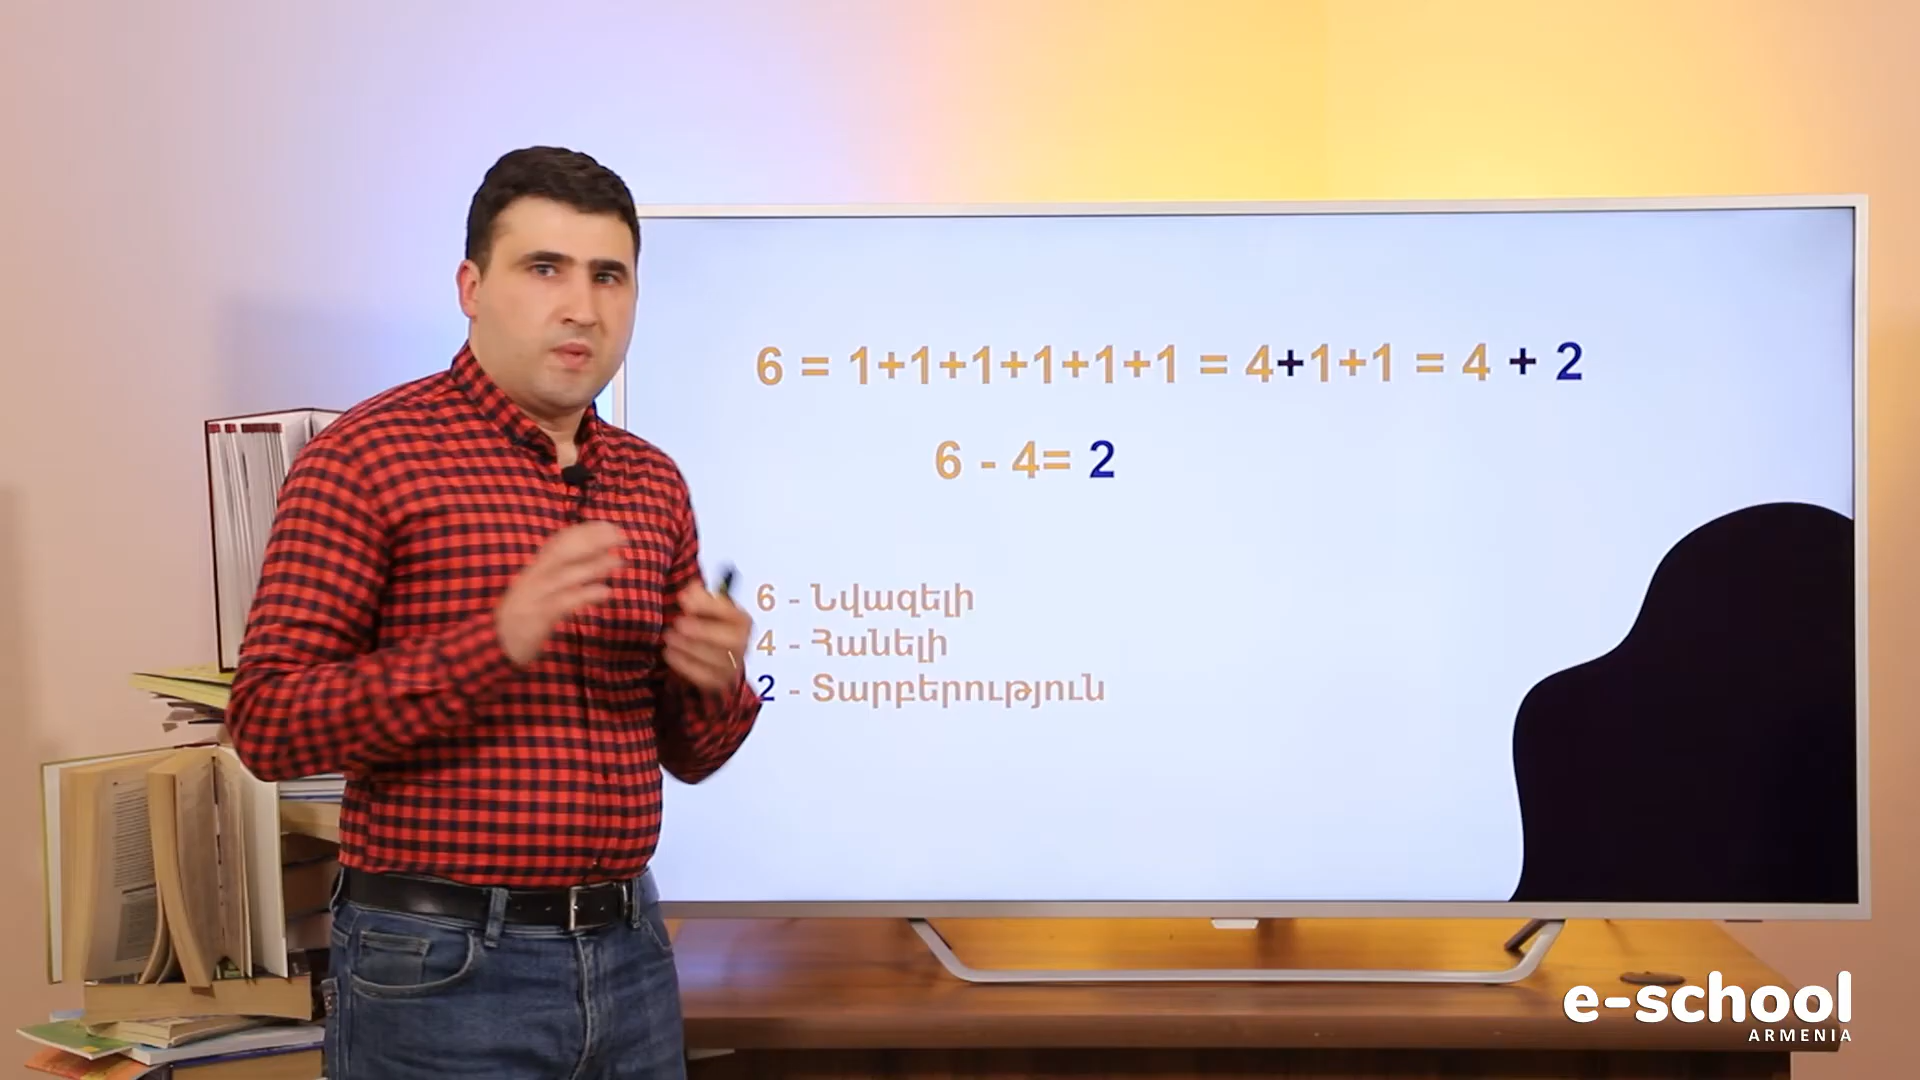 6 = 1+1+1+1+1+1 = 4+1+1 = 4 + 2
6 - 4= 2
6 - Նվազելի
4 - Հանելի
2 - Տարբերություն
e-school
ARMENIA